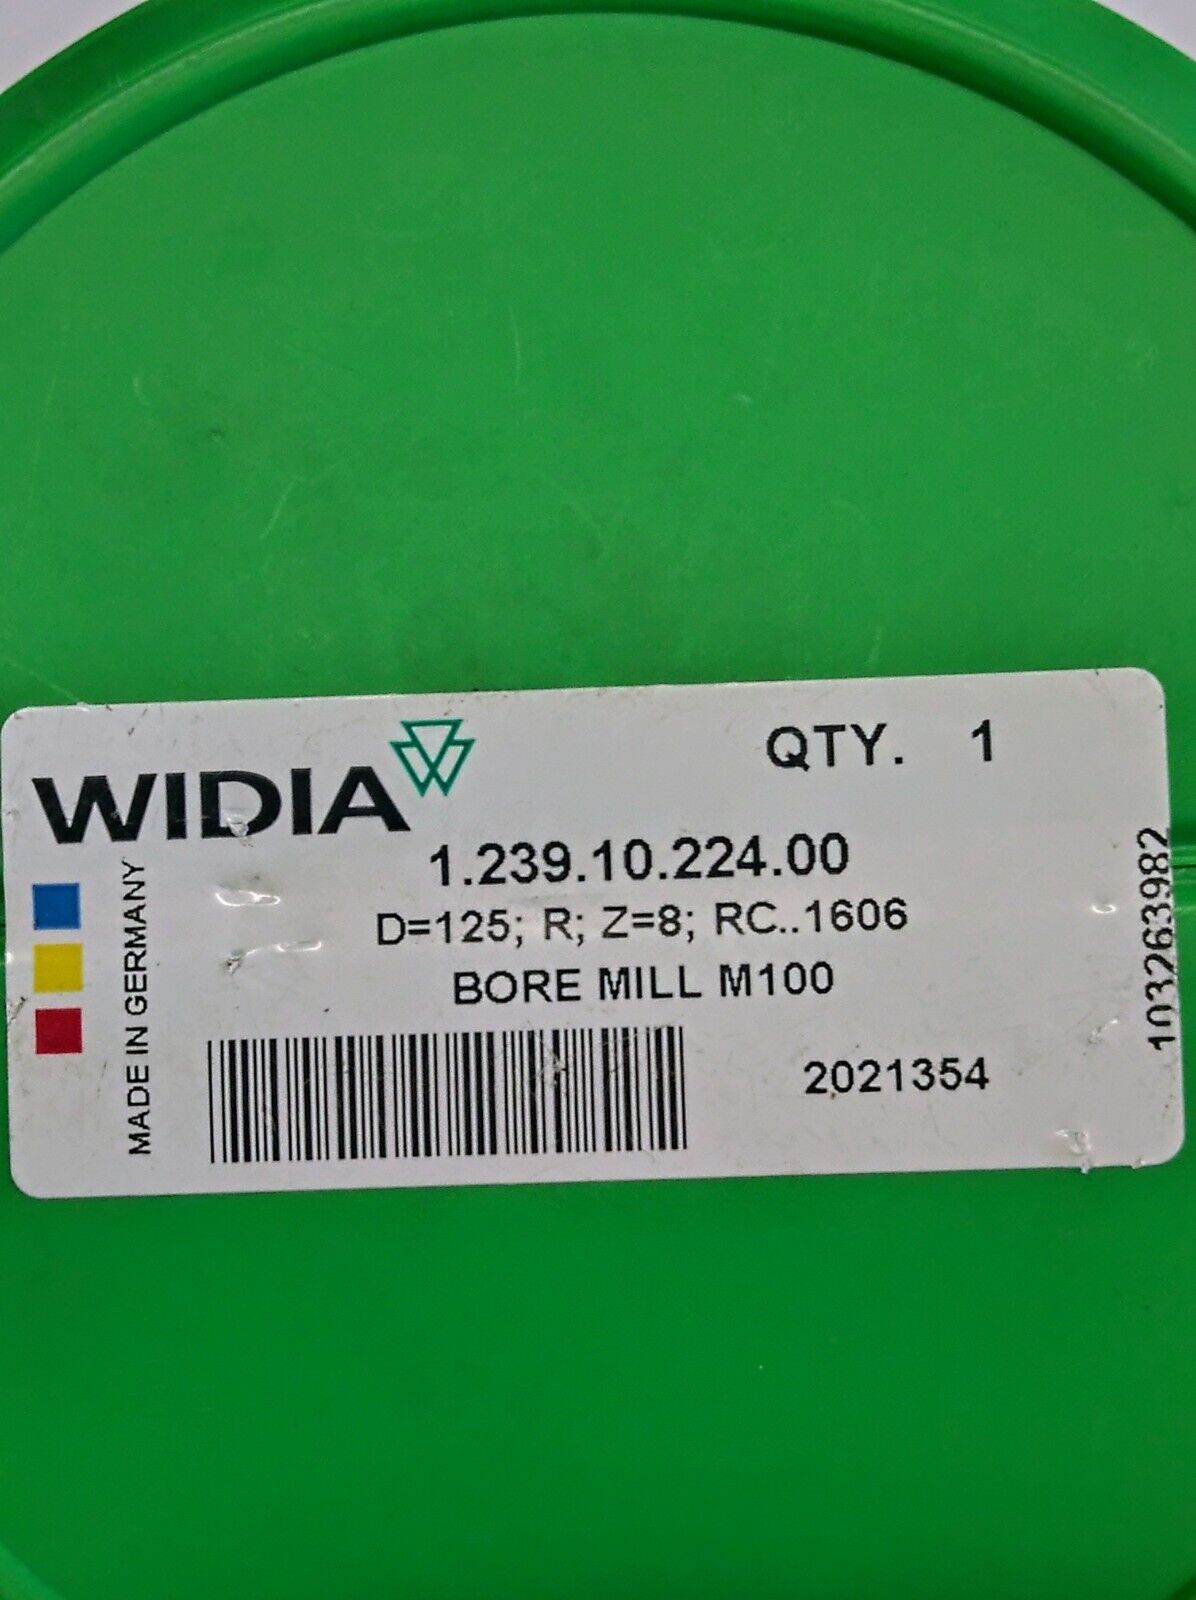 WIDIA
QTY. 1
1.239.10.224.00
D=125; R; Z=8; RC..1606
BORE MILL M100
2021354
MADE IN GERMANY
103263982